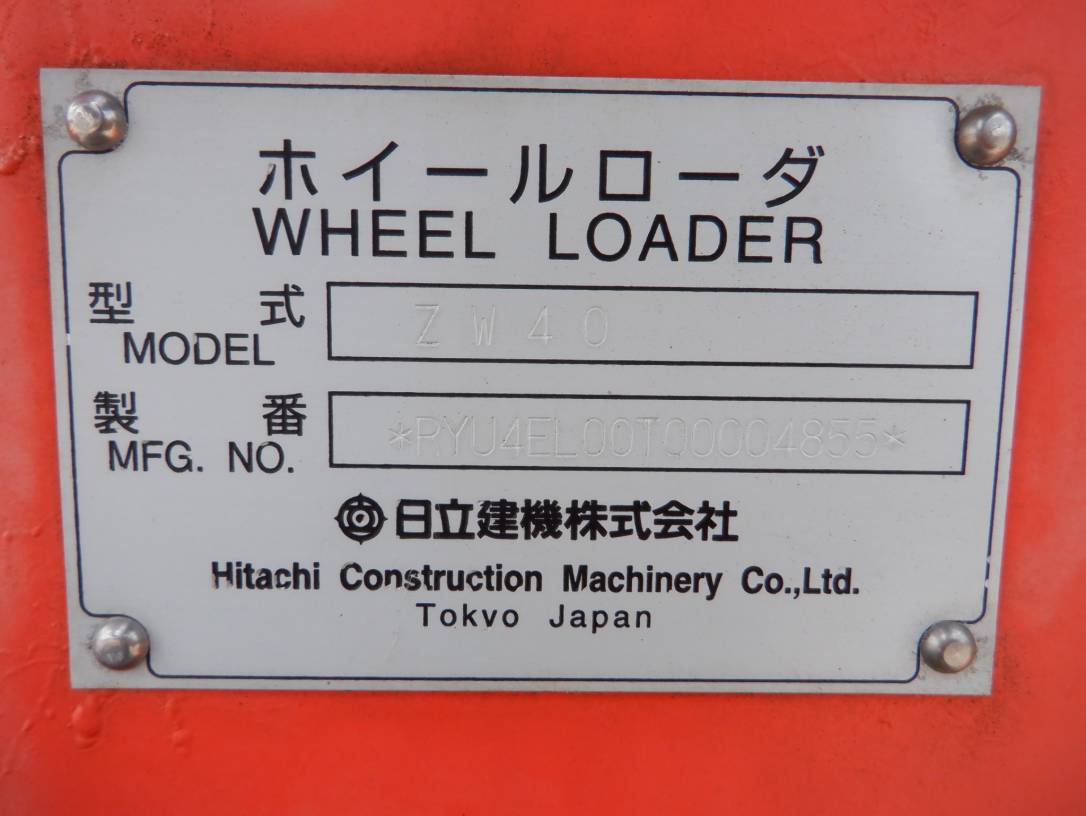 ホイールローダ
WHEEL LOADER
型式 ZW40
MODEL
製番 *RYU4EL00T00004855*
MFG. NO.
日立建機株式会社
Hitachi Construction Machinery Co.,Ltd.
Tokyo Japan